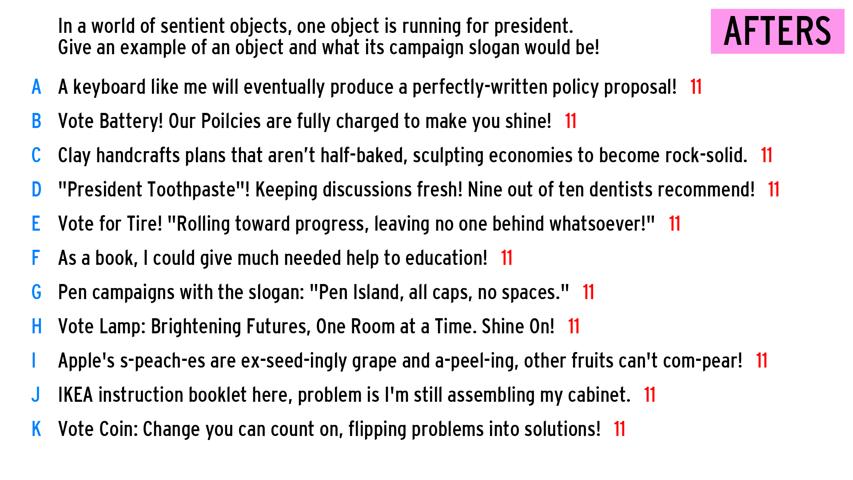 In a world of sentient objects, one object is running for president.
Give an example of an object and what its campaign slogan would be!
AFTERS
A A keyboard like me will eventually produce a perfectly-written policy proposal! 11
B Vote Battery! Our Poilcies are fully charged to make you shine! 11
C Clay handcrafts plans that aren't half-baked, sculpting economies to become rock-solid. 11
D "President Toothpaste"! Keeping discussions fresh! Nine out of ten dentists recommend! 11
E Vote for Tire! "Rolling toward progress, leaving no one behind whatsoever!" 11
F As a book, I could give much needed help to education! 11
G Pen campaigns with the slogan: "Pen Island, all caps, no spaces." 11
H Vote Lamp: Brightening Futures, One Room at a Time. Shine On! 11
I Apple's s-peach-es are ex-seed-ingly grape and a-peel-ing, other fruits can't com-pear! 11
J IKEA instruction booklet here, problem is I'm still assembling my cabinet. 11
K Vote Coin: Change you can count on, flipping problems into solutions! 11